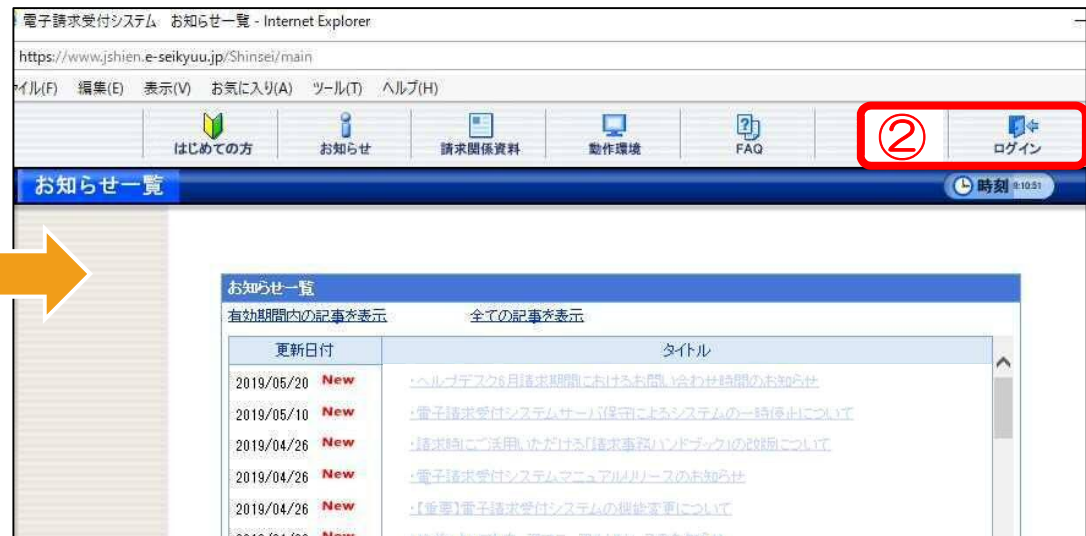 電子請求受付システム お知らせ一覧 - Internet Explorer
https://www.jshien.e-seikyuu.jp/Shinsei/main
イル(F) 編集(E) 表示(V) お気に入り(A) ツール(T) ヘルプ(H)
はじめての方 お知らせ 請求関係資料 動作環境 FAQ ② ログイン
お知らせ一覧 時刻 9:10:51
お知らせ一覧
有効期間内の記事を表示 全ての記事を表示
更新日付 タイトル
2019/05/20 New ・ヘルプデスク6月請求期間におけるお問い合わせ時間のお知らせ
2019/05/10 New ・電子請求受付システムサーバ保守によるシステムの一時停止について
2019/04/26 New ・請求時にご活用いただける「請求事務ハンドブック」の改版について
2019/04/26 New ・電子請求受付システムマニュアルリリースのお知らせ
2019/04/26 New ・【重要】電子請求受付システムの機能変更について